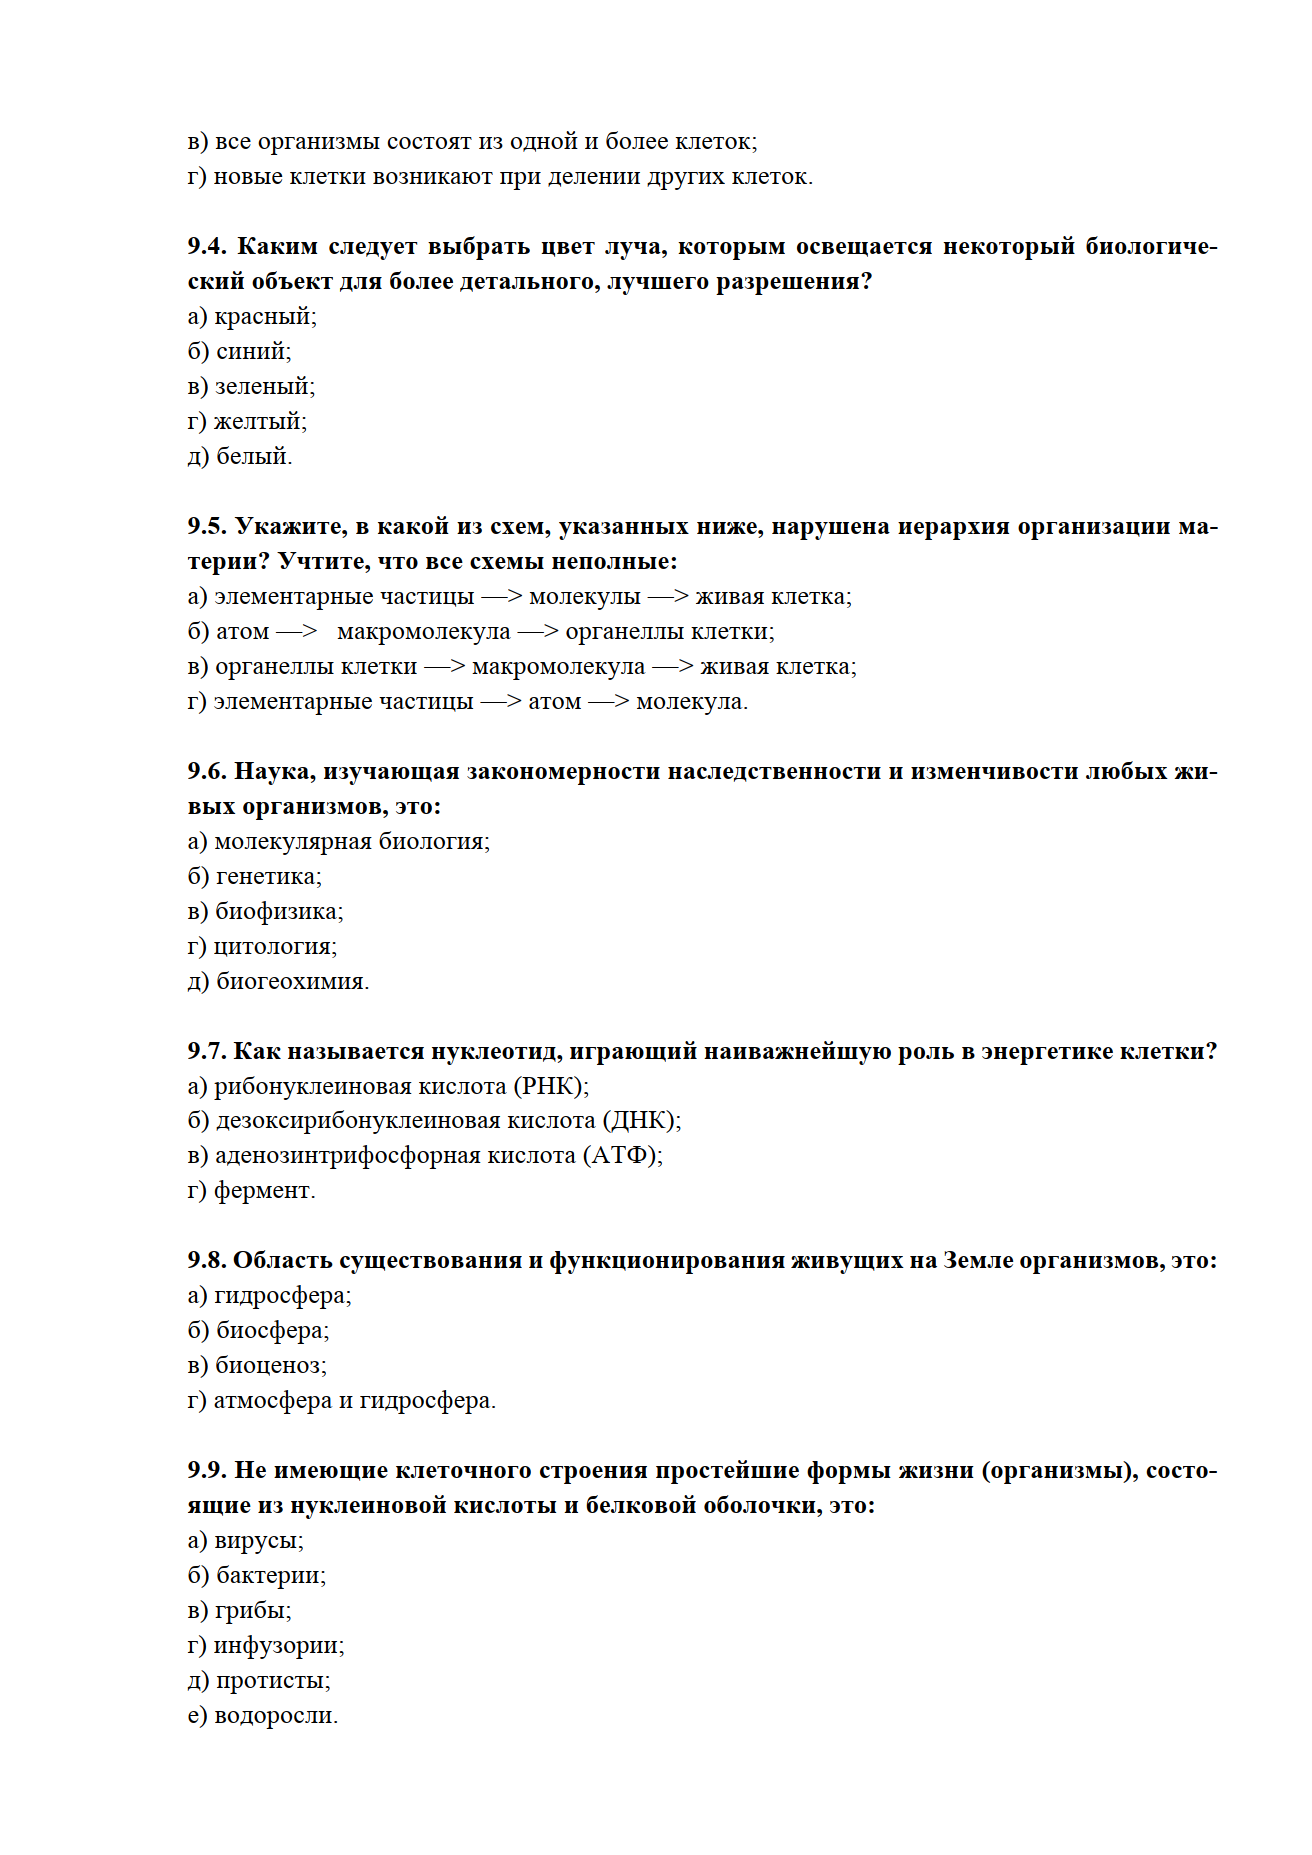 в) все организмы состоят из одной и более клеток;
г) новые клетки возникают при делении других клеток.
9.4. Каким следует выбрать цвет луча, которым освещается некоторый биологиче-
ский объект для более детального, лучшего разрешения?
а) красный;
б) синий;
в) зеленый;
г) желтый;
д) белый.
9.5. Укажите, в какой из схем, указанных ниже, нарушена иерархия организации ма-
терии? Учтите, что все схемы неполные:
а) элементарные частицы —> молекулы —> живая клетка;
б) атом —> макромолекула —> органеллы клетки;
в) органеллы клетки —> макромолекула —> живая клетка;
г) элементарные частицы —> атом —> молекула.
9.6. Наука, изучающая закономерности наследственности и изменчивости любых жи-
вых организмов, это:
а) молекулярная биология;
б) генетика;
в) биофизика;
г) цитология;
д) биогеохимия.
9.7. Как называется нуклеотид, играющий наиважнейшую роль в энергетике клетки?
а) рибонуклеиновая кислота (РНК);
б) дезоксирибонуклеиновая кислота (ДНК);
в) аденозинтрифосфорная кислота (АТФ);
г) фермент.
9.8. Область существования и функционирования живущих на Земле организмов, это:
а) гидросфера;
б) биосфера;
в) биоценоз;
г) атмосфера и гидросфера.
9.9. Не имеющие клеточного строения простейшие формы жизни (организмы), состо-
ящие из нуклеиновой кислоты и белковой оболочки, это:
а) вирусы;
б) бактерии;
в) грибы;
г) инфузории;
д) протисты;
е) водоросли.